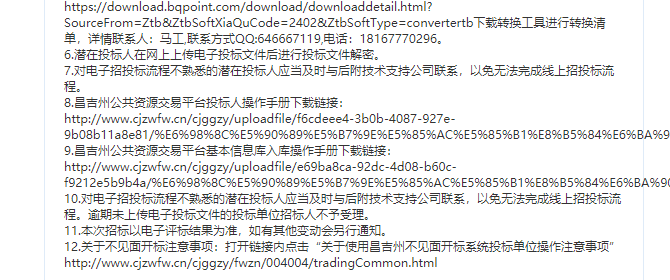 https://download.bqpoint.com/download/downloaddetail.html?
SourceFrom=Ztb&ZtbSoftXiaQuCode=2402&ZtbSoftType=convertertb下载转换工具进行转换清
单，详情联系人：马工,联系方式QQ:646667119,电话：18167770296。
6.潜在投标人在网上上传电子投标文件后进行投标文件解密。
7.对电子招投标流程不熟悉的潜在投标人应当及时与后附技术支持公司联系，以免无法完成线上招投标流
程。
8.昌吉州公共资源交易平台投标人操作手册下载链接：
http://www.cjzwfw.cn/cjggzy/uploadfile/f6cdeee4-3b0b-4087-927e-
9b08b11a8e81/%E6%98%8C%E5%90%89%E5%B7%9E%E5%85%AC%E5%85%B1%E8%B5%84%E6%BA%9
9.昌吉州公共资源交易平台基本信息库入库操作手册下载链接：
http://www.cjzwfw.cn/cjggzy/uploadfile/e69ba8ca-92dc-4d08-b60c-
f9212e5b9b4a/%E6%98%8C%E5%90%89%E5%B7%9E%E5%85%AC%E5%85%B1%E8%B5%84%E6%BA%90
10.对电子招投标流程不熟悉的潜在投标人应当及时与后附技术支持公司联系，以免无法完成线上招投标流
程。逾期未上传电子投标文件的投标单位招标人不予受理。
11.本次招标以电子评标结果为准，如有其他变动会另行通知。
12.关于不见面开标注意事项：打开链接内点击“关于使用昌吉州不见面开标系统投标单位操作注意事项”
http://www.cjzwfw.cn/cjggzy/fwzn/004004/tradingCommon.html